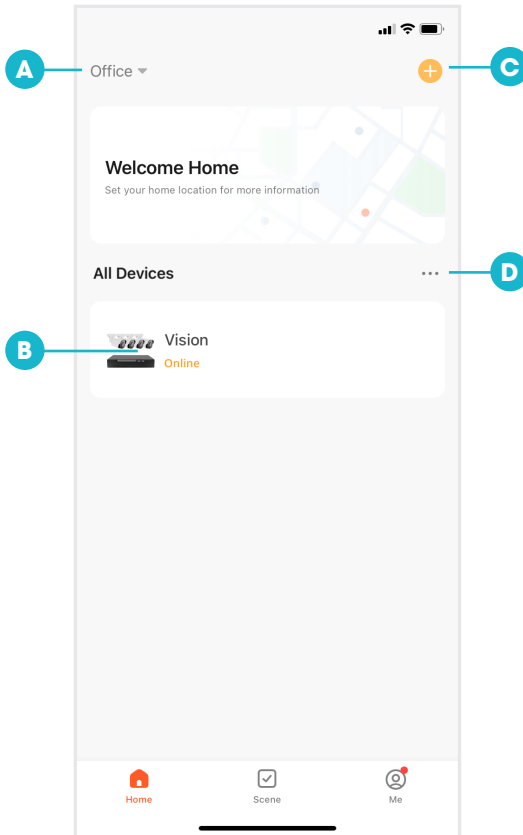 A
Office
C
Welcome Home
Set your home location for more information
All Devices
D
B
Vision
Online
Home
Scene
Me